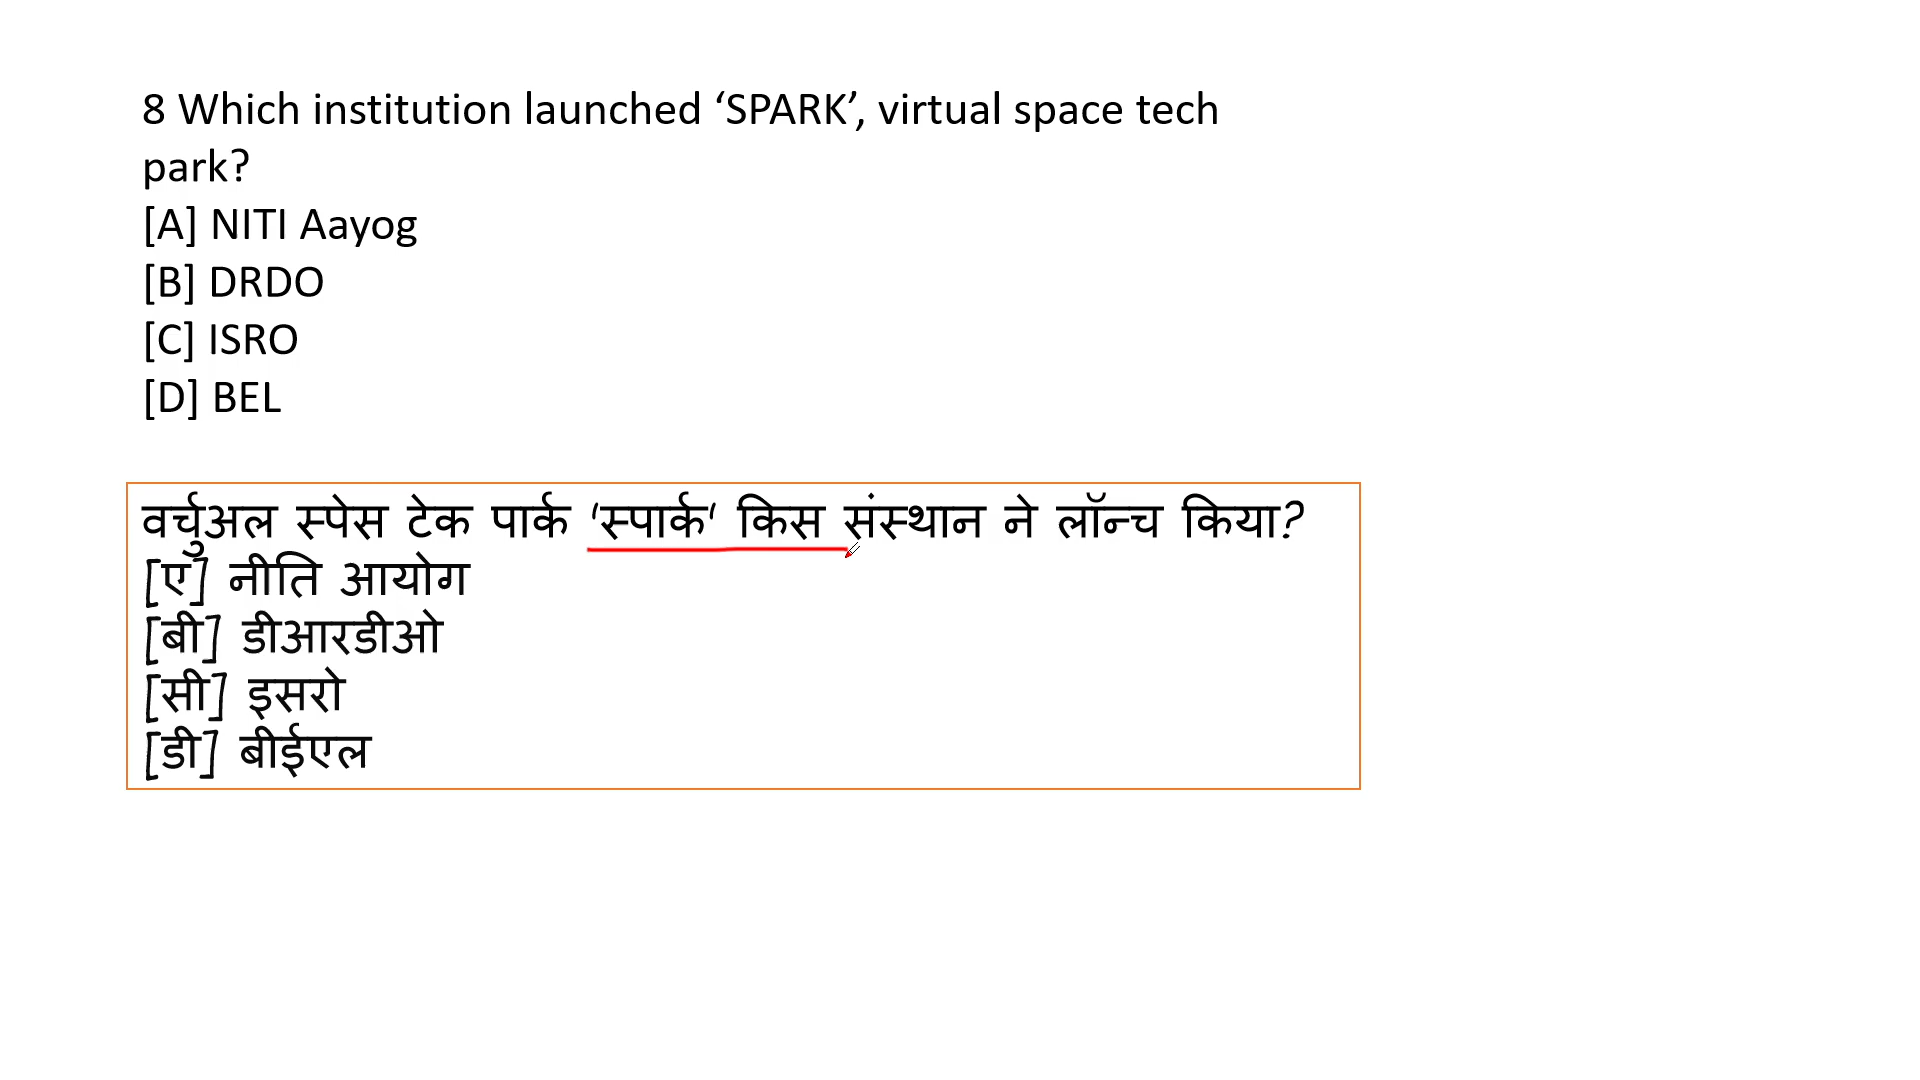 8 Which institution launched ‘SPARK’, virtual space tech
park?
[A] NITI Aayog
[B] DRDO
[C] ISRO
[D] BEL
वर्चुअल स्पेस टेक पार्क 'स्पार्क' किस संस्थान ने लॉन्च किया?
[ए] नीति आयोग
[बी] डीआरडीओ
[सी] इसरो
[डी] बीईएल